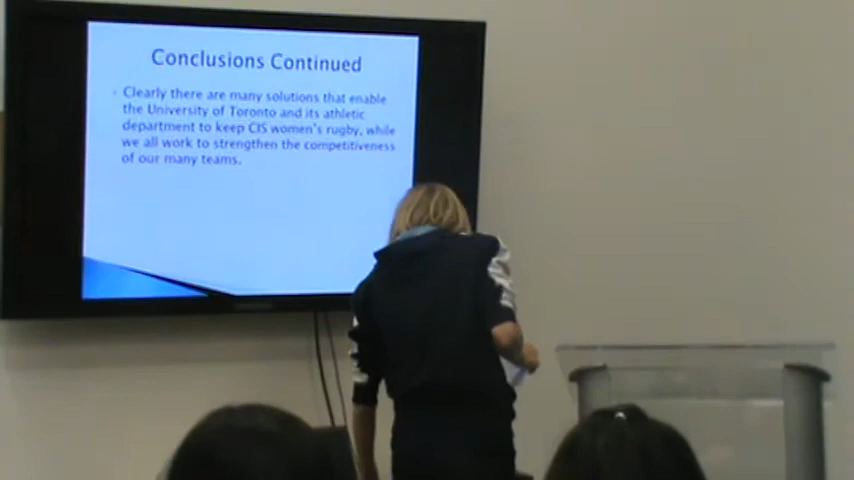 Conclusions Continued
Clearly there are many solutions that enable
the University of Toronto and its athletic
department to keep CIS women's rugby, while
we all work to strengthen the competitiveness
of our many teams.